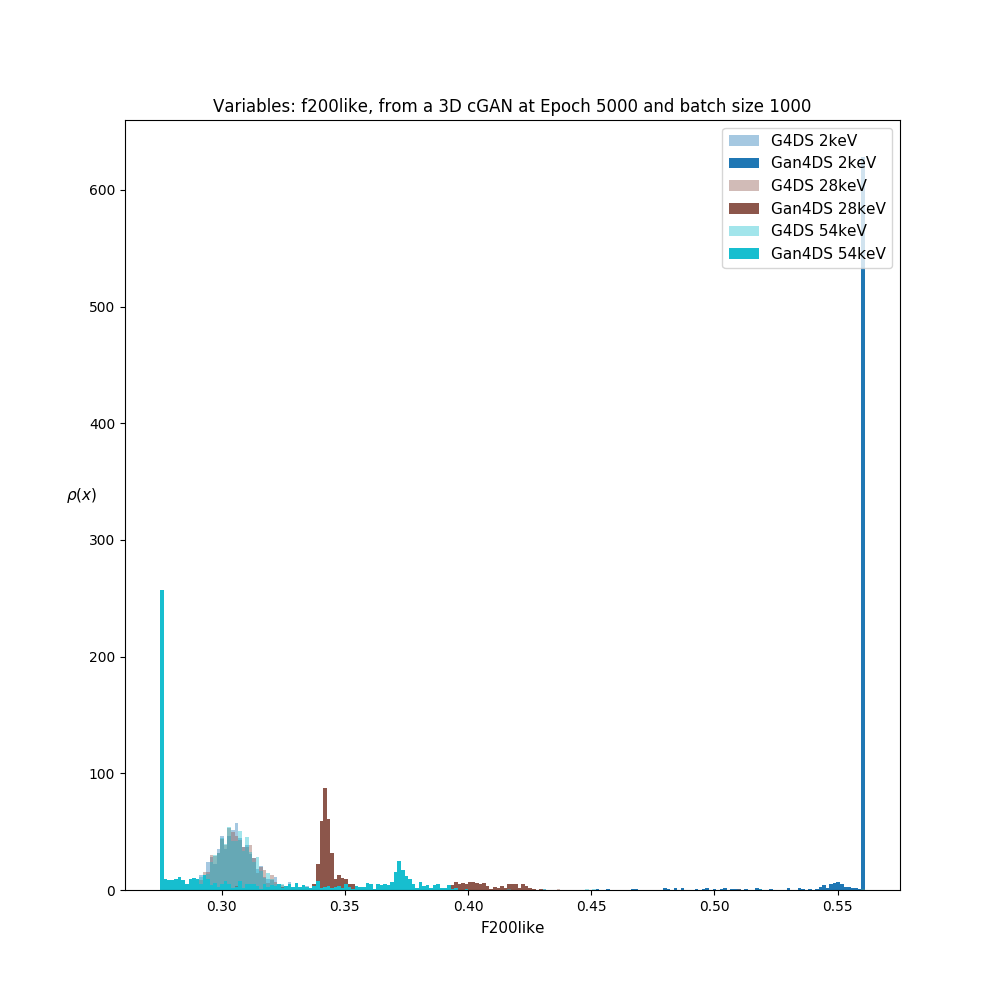 Variables: f200like, from a 3D cGAN at Epoch 5000 and batch size 1000
G4DS 2keV
Gan4DS 2keV
G4DS 28keV
Gan4DS 28keV
G4DS 54keV
Gan4DS 54keV
600
500
400
ρ(x)
300
200
100
0
0.30 0.35 0.40 0.45 0.50 0.55
F200like